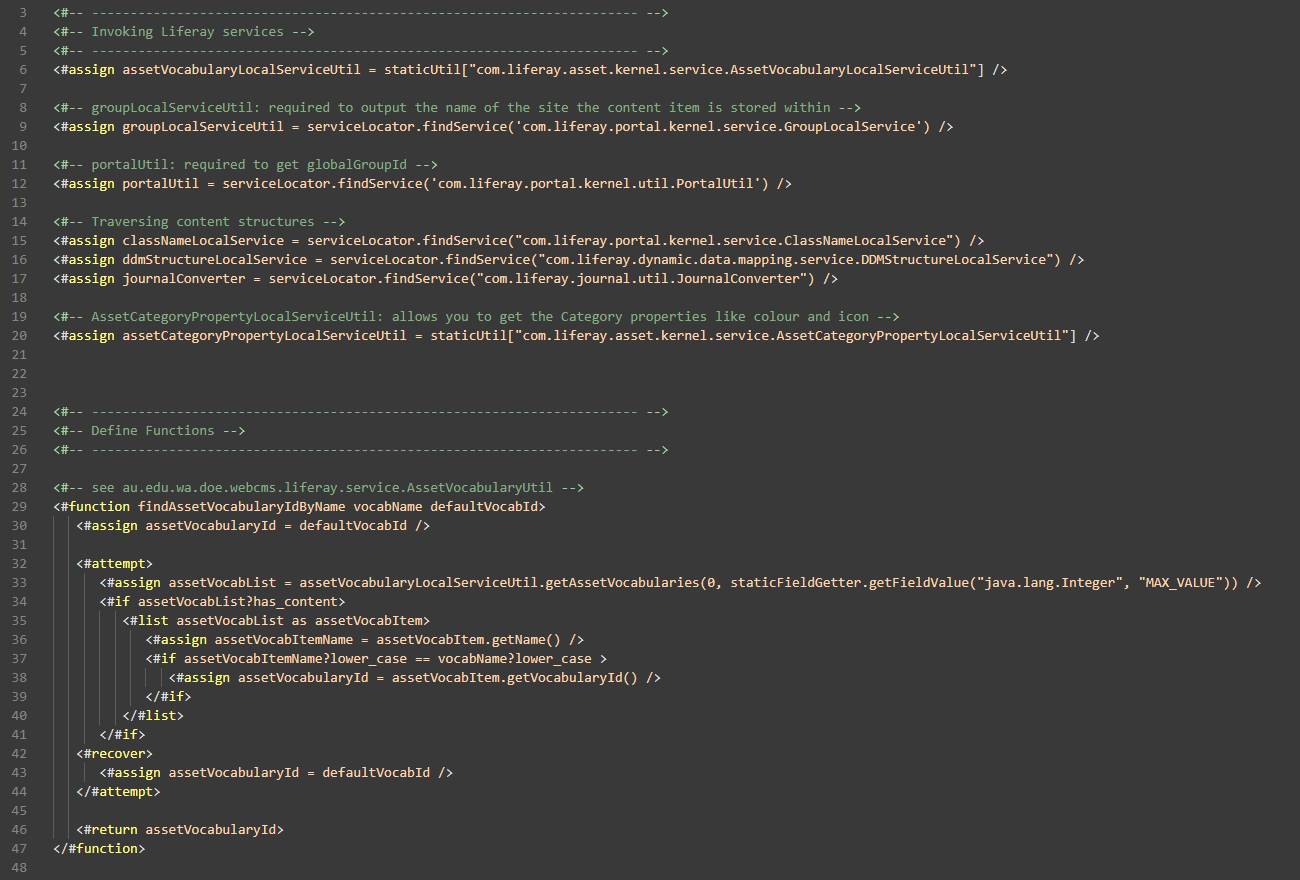 3 <#-- ----------------------------------------------------------------------- -->
4 <#-- Invoking Liferay services -->
5 <#-- ----------------------------------------------------------------------- -->
6 <#assign assetVocabularyLocalServiceUtil = staticUtil["com.liferay.asset.kernel.service.AssetVocabularyLocalServiceUtil"] />
7
8 <#-- groupLocalServiceUtil: required to output the name of the site the content item is stored within -->
9 <#assign groupLocalServiceUtil = serviceLocator.findService('com.liferay.portal.kernel.service.GroupLocalService') />
10
11 <#-- portalUtil: required to get globalGroupId -->
12 <#assign portalUtil = serviceLocator.findService('com.liferay.portal.kernel.util.PortalUtil') />
13
14 <#-- Traversing content structures -->
15 <#assign classNameLocalService = serviceLocator.findService("com.liferay.portal.kernel.service.ClassNameLocalService") />
16 <#assign ddmStructureLocalService = serviceLocator.findService("com.liferay.dynamic.data.mapping.service.DDMStructureLocalService") />
17 <#assign journalConverter = serviceLocator.findService("com.liferay.journal.util.JournalConverter") />
18
19 <#-- AssetCategoryPropertyLocalServiceUtil: allows you to get the Category properties like colour and icon -->
20 <#assign assetCategoryPropertyLocalServiceUtil = staticUtil["com.liferay.asset.kernel.service.AssetCategoryPropertyLocalServiceUtil"] />
21
22
23
24 <#-- ----------------------------------------------------------------------- -->
25 <#-- Define Functions -->
26 <#-- ----------------------------------------------------------------------- -->
27
28 <#-- see au.edu.wa.doe.webcms.liferay.service.AssetVocabularyUtil -->
29 <#function findAssetVocabularyIdByName vocabName defaultVocabId>
30 <#assign assetVocabularyId = defaultVocabId />
31
32 <#attempt>
33 <#assign assetVocabList = assetVocabularyLocalServiceUtil.getAssetVocabularies(0, staticFieldGetter.getFieldValue("java.lang.Integer", "MAX_VALUE")) />
34 <#if assetVocabList?has_content>
35 <#list assetVocabList as assetVocabItem>
36 <#assign assetVocabItemName = assetVocabItem.getName() />
37 <#if assetVocabItemName?lower_case == vocabName?lower_case >
38 <#assign assetVocabularyId = assetVocabItem.getVocabularyId() />
39 </#if>
40 </#list>
41 </#if>
42 <#recover>
43 <#assign assetVocabularyId = defaultVocabId />
44 </#attempt>
45
46 <#return assetVocabularyId>
47 </#function>
48